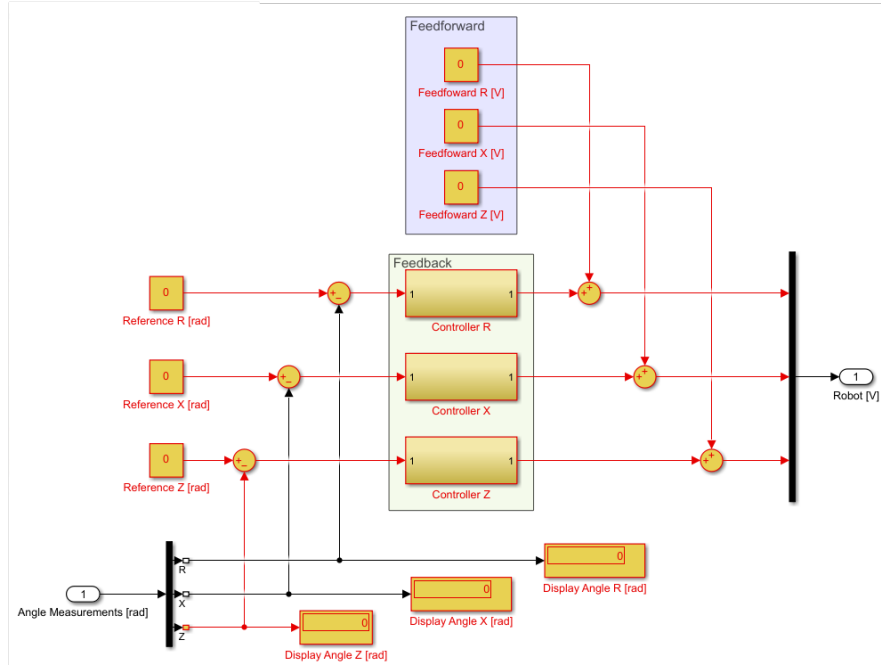 Feedforward
0
Feedfoward R [V]
0
Feedfoward X [V]
0
Feedfoward Z [V]
Feedback
0
Reference R [rad]
+
−
1
1
Controller R
+
+
0
Reference X [rad]
+
−
1
1
Controller X
+
+
1
Robot [V]
0
Reference Z [rad]
+
−
1
1
Controller Z
+
+
R
0
Display Angle R [rad]
1
Angle Measurements [rad]
X
0
Display Angle X [rad]
Z
0
Display Angle Z [rad]